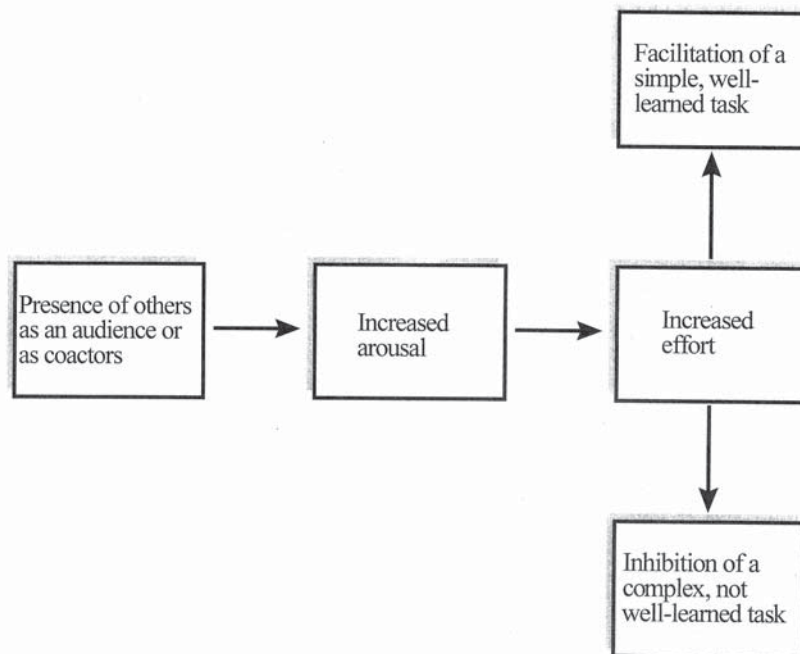 Facilitation of a
simple, well-
learned task
Presence of others
as an audience or
as coactors
Increased
arousal
Increased
effort
Inhibition of a
complex, not
well-learned task